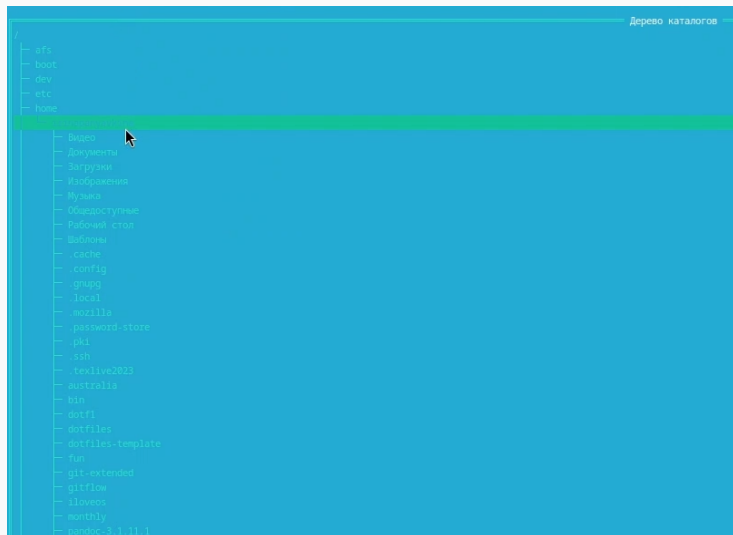 Дерево каталогов
/
afs
boot
dev
etc
home
Видео
Документы
Загрузки
Изображения
Музыка
Общедоступные
Рабочий стол
Шаблоны
.cache
.config
.gnupg
.local
.mozilla
.password-store
.pki
.ssh
.texlive2023
australia
bin
dotfl
dotfiles
dotfiles-template
fun
git-extended
gitflow
iloveos
monthly
pandoc-3.1.11.1